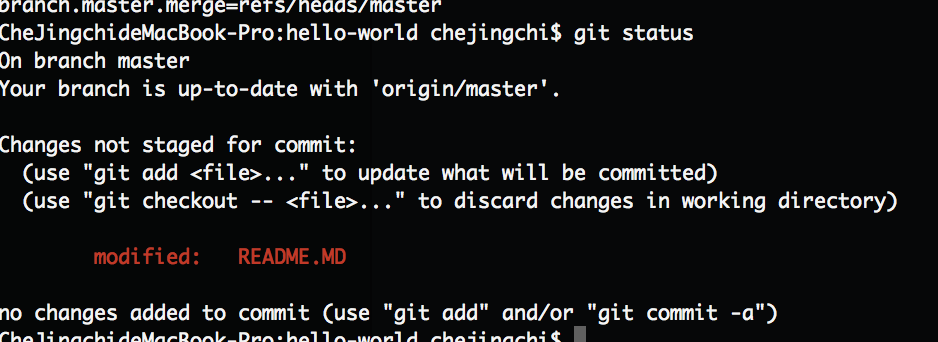 branch.master.merge=refs/heads/master
CheJingchideMacBook-Pro:hello-world chejingchi$ git status
On branch master
Your branch is up-to-date with 'origin/master'.
Changes not staged for commit:
(use "git add <file>..." to update what will be committed)
(use "git checkout -- <file>..." to discard changes in working directory)
modified: README.MD
no changes added to commit (use "git add" and/or "git commit -a")
CheJingchideMacBook-Pro:hello-world chejingchi$